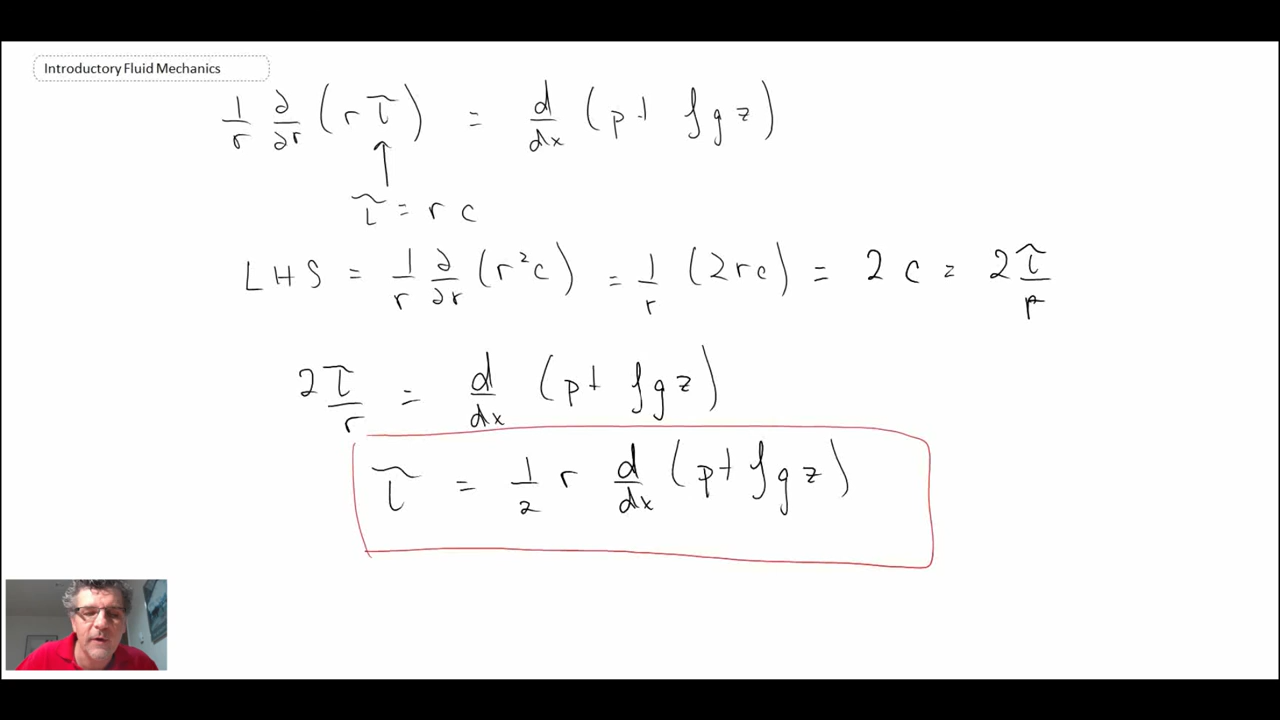 Introductory Fluid Mechanics
1/r ∂/∂r (r τ) = d/dx (p + ρgz)
τ = r c
LHS = 1/r ∂/∂r (r²c) = 1/r (2rc) = 2c = 2τ/r
2τ/r = d/dx (p + ρgz)
τ = 1/2 r d/dx (p + ρgz)